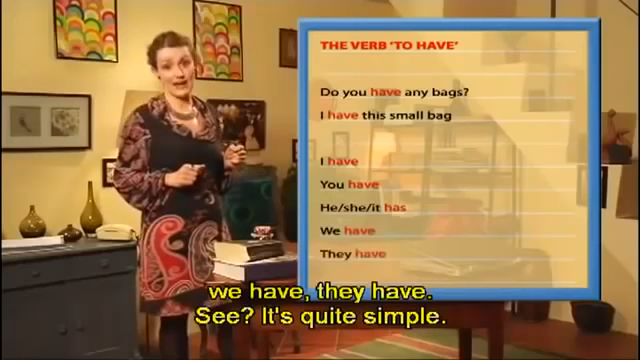 THE VERB 'TO HAVE'
Do you have any bags?
I have this small bag
I have
You have
He/she/it has
We have
They have
we have, they have.
See? It's quite simple.